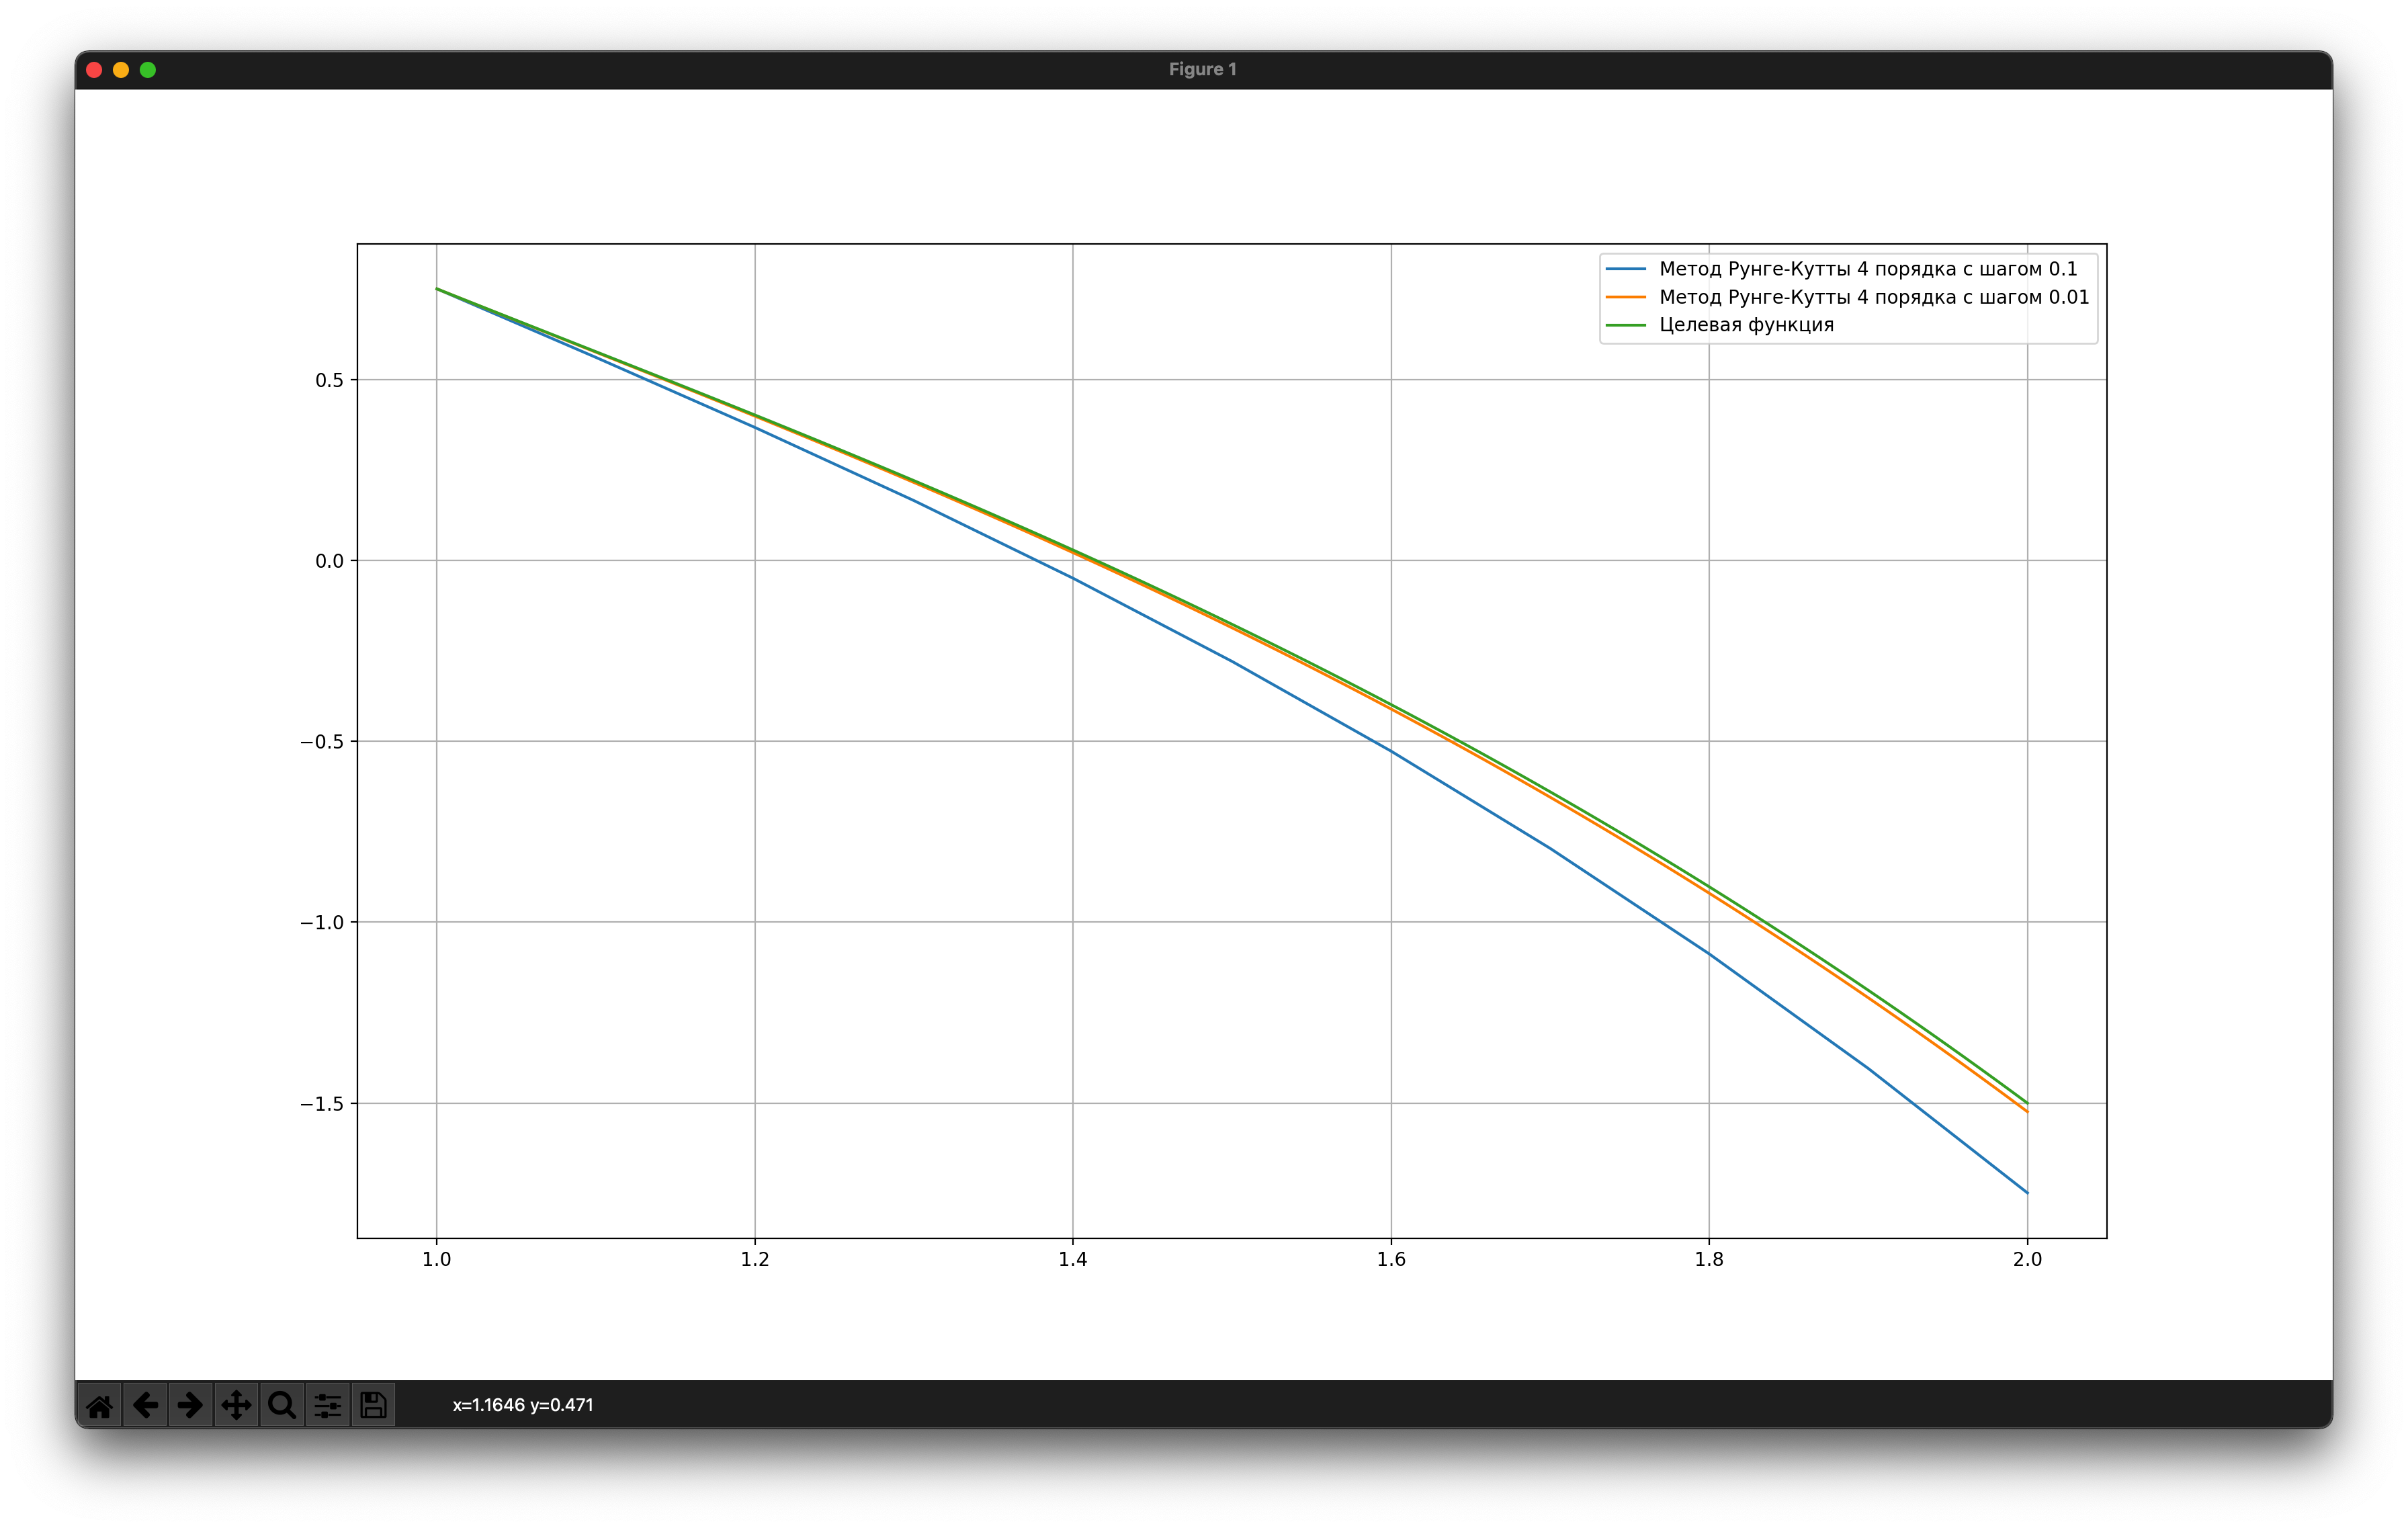 Figure 1
Метод Рунге-Кутты 4 порядка с шагом 0.1
Метод Рунге-Кутты 4 порядка с шагом 0.01
Целевая функция
0.5
0.0
−0.5
−1.0
−1.5
1.0 1.2 1.4 1.6 1.8 2.0
x=1.1646 y=0.471